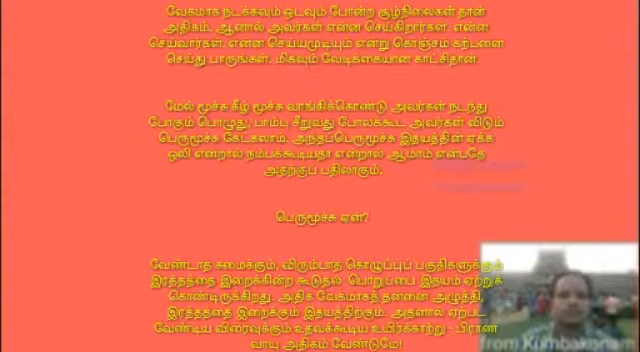 வேகமாக நடக்கவும் ஒடவும் போன்ற சூழ்நிலைகள் தான்
அதிகம். ஆனால் அவர்கள் என்ன செய்கிறார்கள். என்ன
செய்வார்கள். என்ன செய்யமுடியும் என்று கொஞ்சம் கற்பனை
செய்து பாருங்கள். மிகவும் வேடிக்கையான காட்சிதான்.
மேல் மூச்சு கீழ் மூச்சு வாங்கிக்கொண்டு அவர்கள் நடந்து
போகும் பொழுது, பாம்பு சீறுவது போலக்கூட அவர்கள் விடும்
பெருமூச்சு கேட்கலாம். அந்தப்பெருமூச்சு இதயத்தின் ஏக்க
ஒலி என்றால் நம்பக்கூடியதா என்றால் ஆமாம் என்பதே
அதற்குப் பதிலாகும்.
பெருமூச்சு ஏன்?
வேண்டாத சுமைக்கும், விரும்பாத கொழுப்புப் பகுதிகளுக்கும்
இரத்தத்தை இறைக்கின்ற கூடுதல் பொறுப்பை இதயம் ஏற்றுக்
கொண்டிருக்கிறது. அதிக வேகமாகத் தன்னை அழுத்தி,
இரத்தத்தை இறைக்கும் இதயத்திற்கும். அதனால் ஏற்பட
வேண்டிய விரைவுக்கும் உதவக்கூடிய உயிர்க்காற்று - பிராண
வாயு அதிகம் வேண்டுமே!
from Kumbakonam